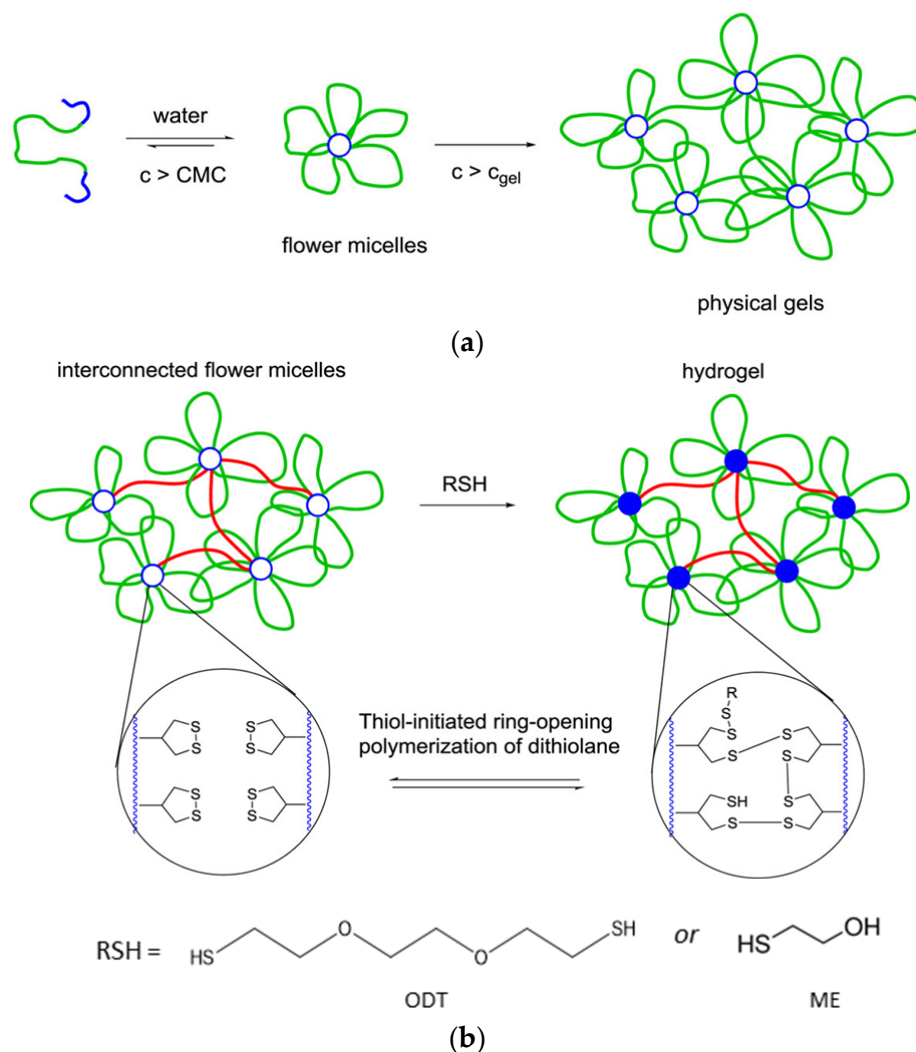 water
c > CMC
c > cgel
flower micelles
physical gels
(a)
interconnected flower micelles
hydrogel
RSH
R
S
S
S
S
S
S
S
S
S
S
S
S
S
SH
S
S
S
Thiol-initiated ring-opening
polymerization of dithiolane
RSH =
HS
O
O
SH
or
HS
OH
ODT
ME
(b)